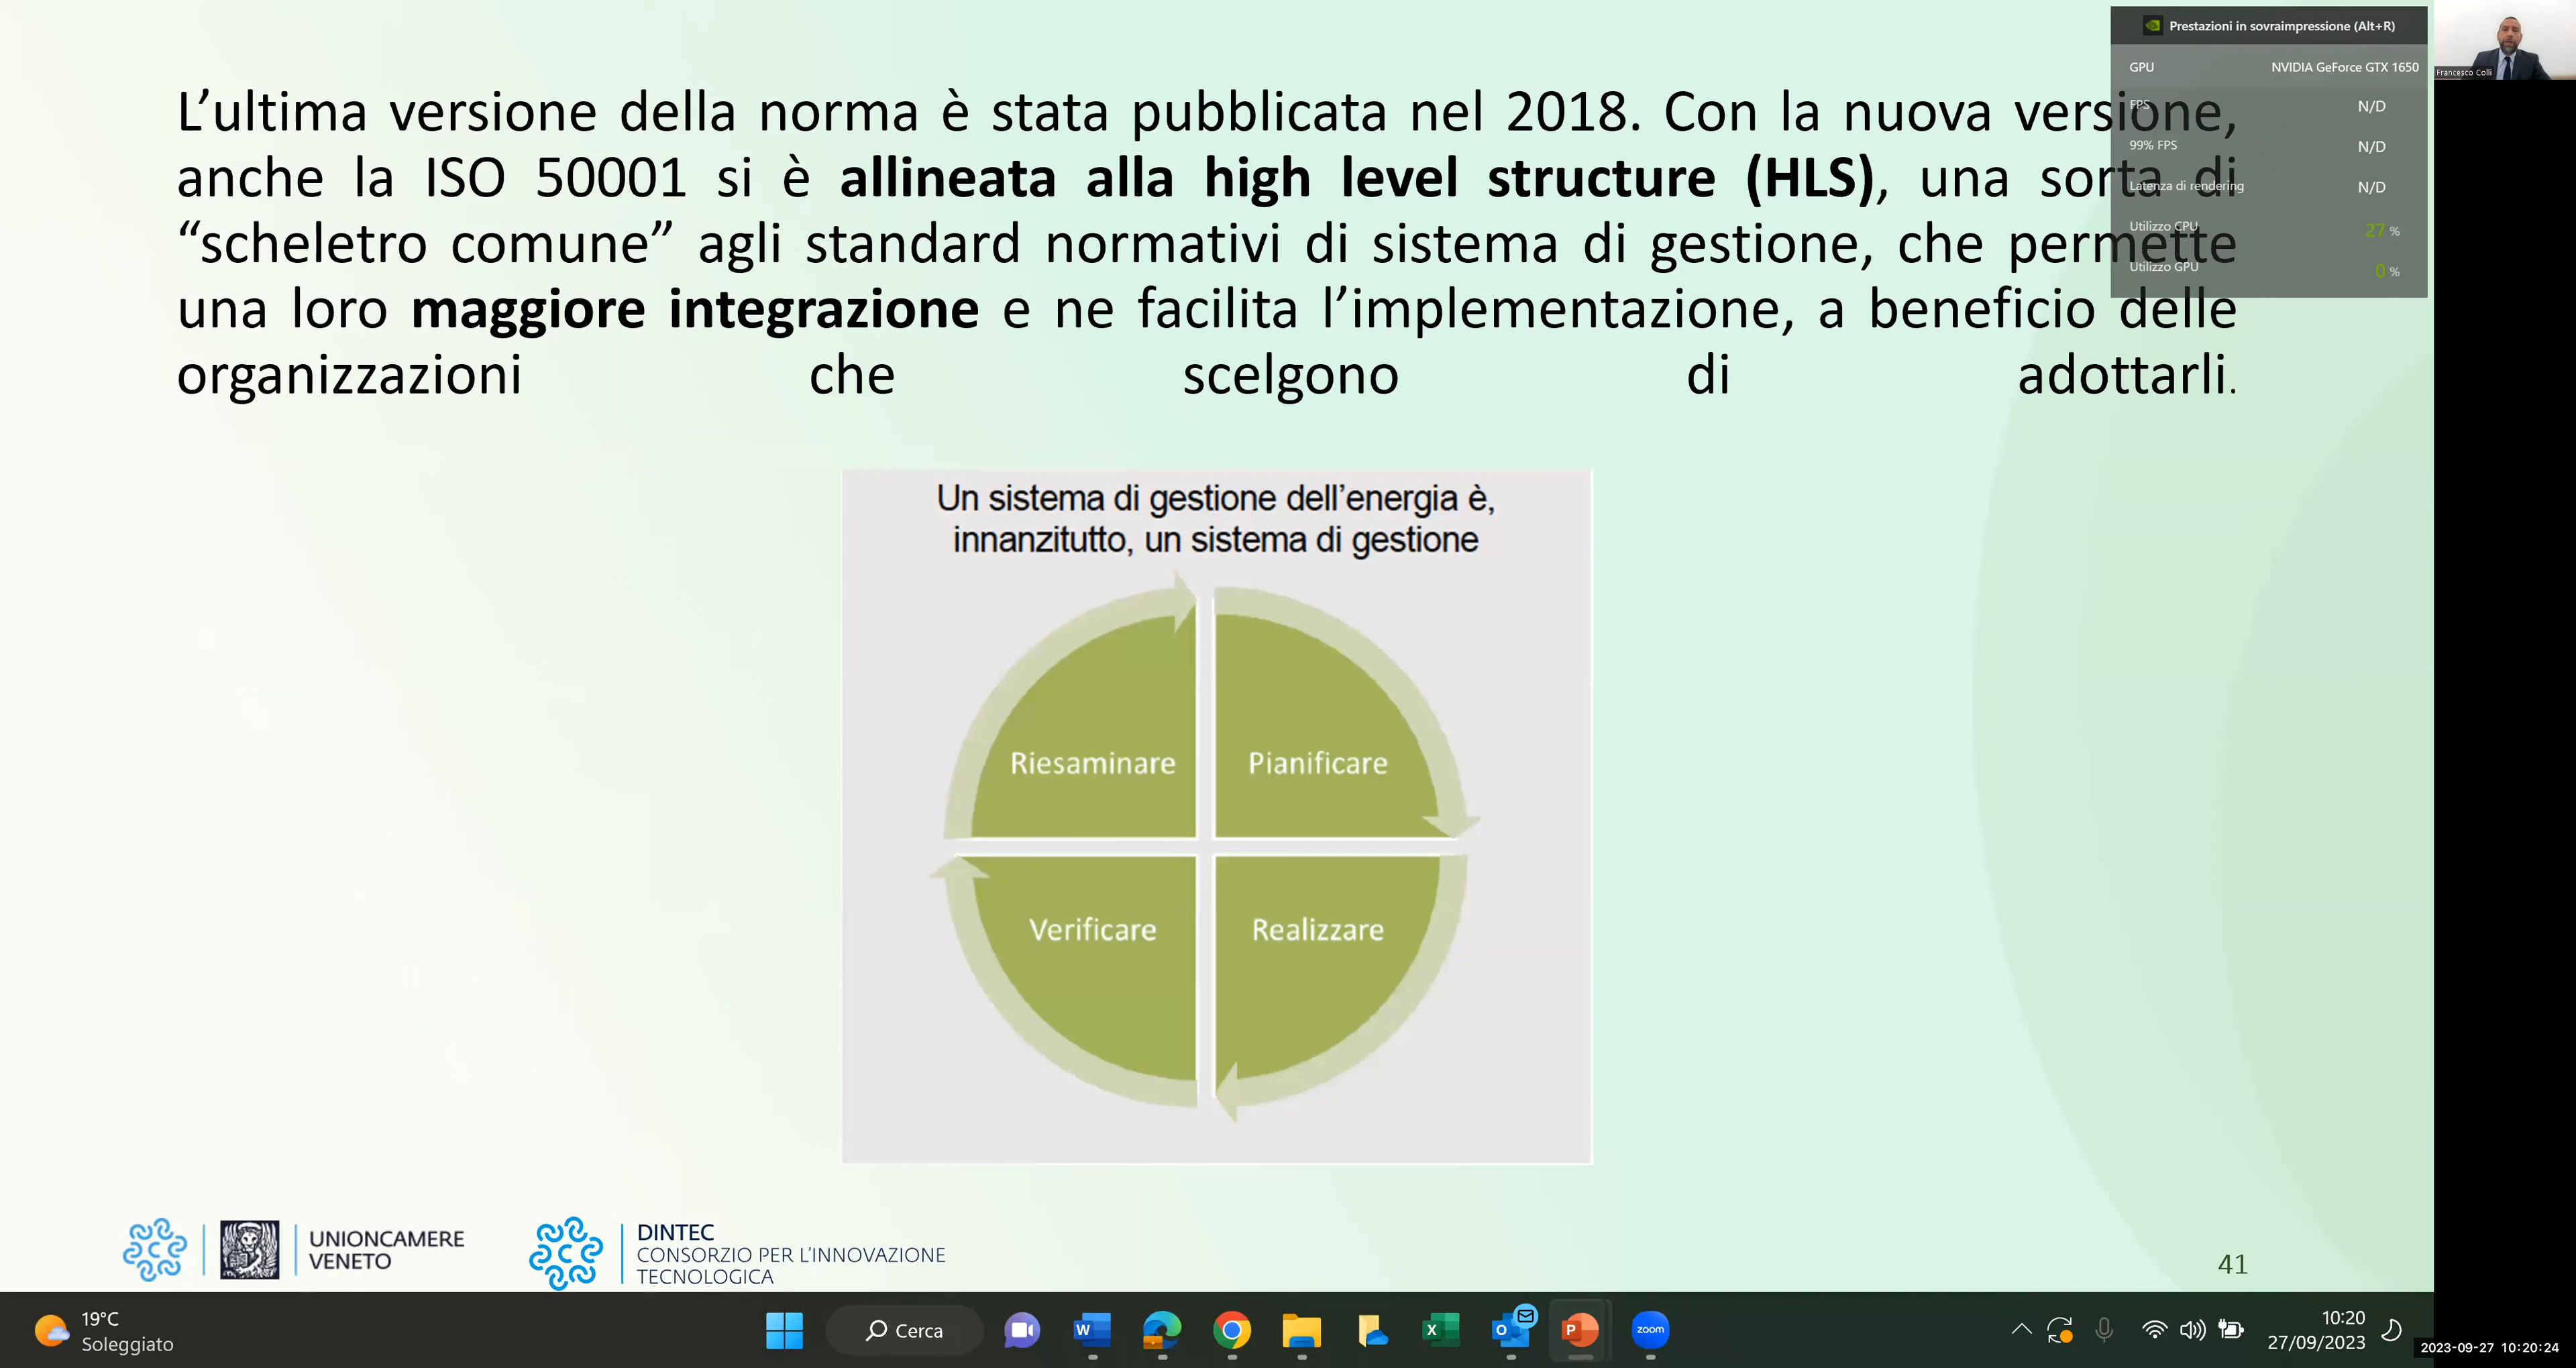 L’ultima versione della norma è stata pubblicata nel 2018. Con la nuova versione,
anche la ISO 50001 si è allineata alla high level structure (HLS), una sorta di
“scheletro comune” agli standard normativi di sistema di gestione, che permette
una loro maggiore integrazione e ne facilita l’implementazione, a beneficio delle
organizzazioni che scelgono di adottarli.
Prestazioni in sovraimpressione (Alt+R)
GPU NVIDIA GeForce GTX 1650
FPS N/D
99% FPS N/D
Latenza di rendering N/D
Utilizzo CPU 27 %
Utilizzo GPU 0 %
Francesco Colli
Un sistema di gestione dell’energia è,
innanzitutto, un sistema di gestione
Riesaminare
Pianificare
Verificare
Realizzare
UNIONCAMERE
VENETO
DINTEC
CONSORZIO PER L’INNOVAZIONE
TECNOLOGICA
41
19°C
Soleggiato
Cerca
W
X
O
P
zoom
10:20
27/09/2023
2023-09-27 10:20:24